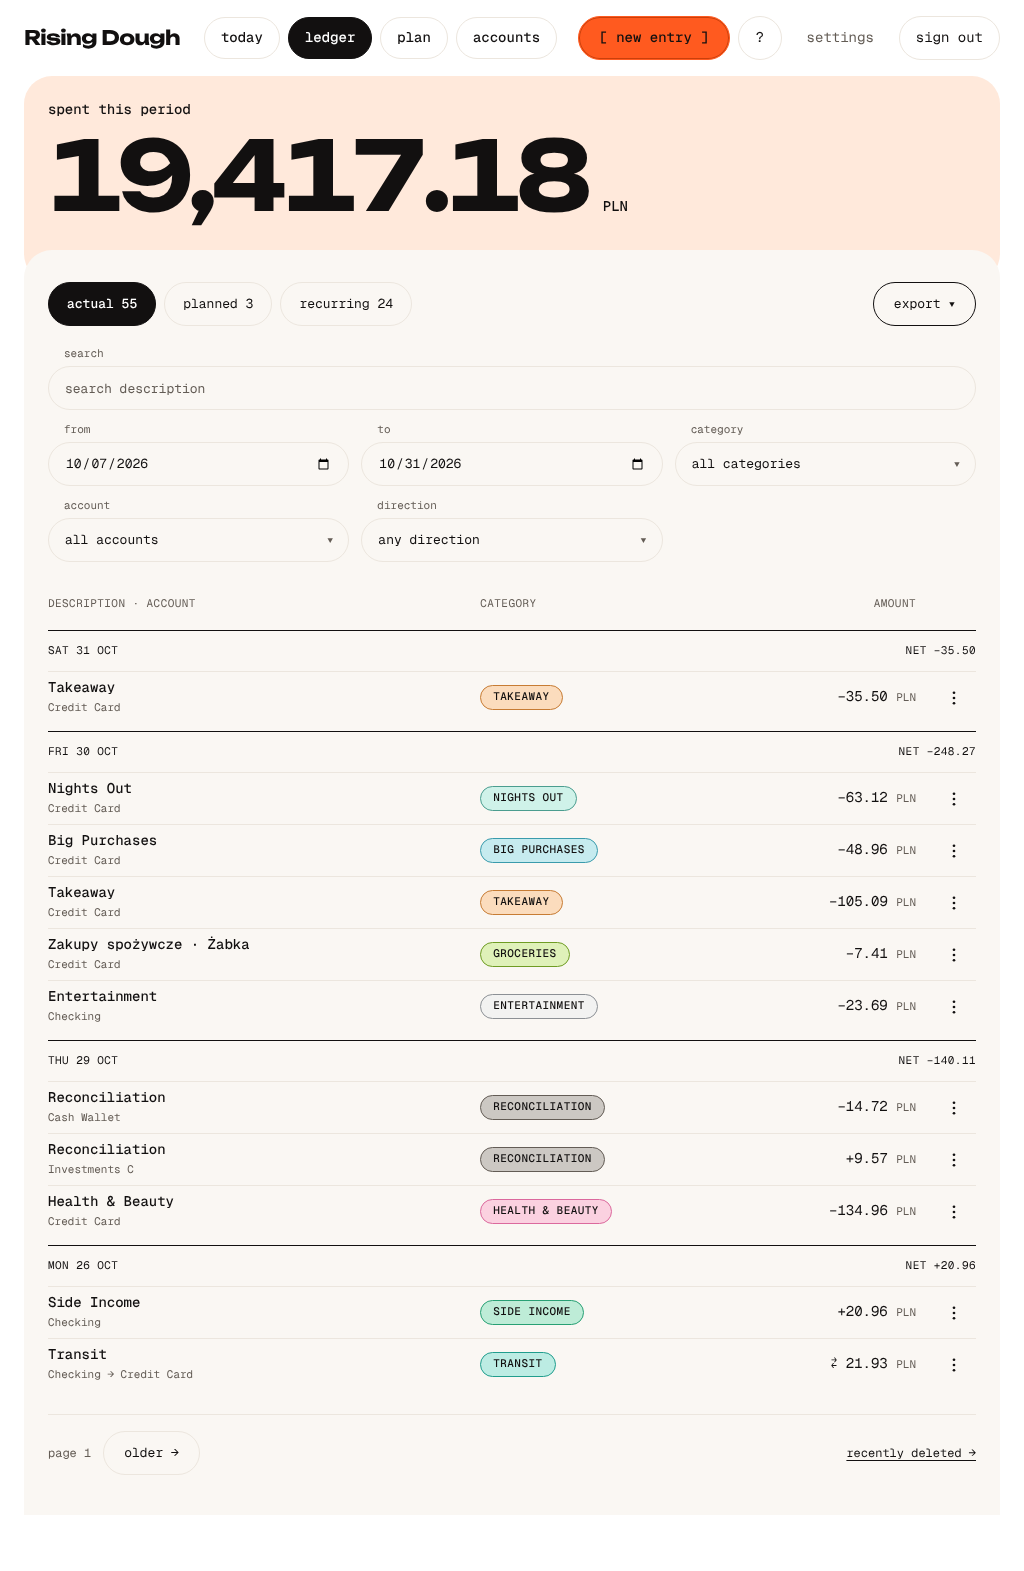 Rising Dough
today
ledger
plan
accounts
[ new entry ]
?
settings
sign out
spent this period
19,417.18 PLN
actual 55
planned 3
recurring 24
export ▾
search
search description
from
to
category
10/07/2026
10/31/2026
all categories ▾
account
direction
all accounts ▾
any direction ▾
DESCRIPTION · ACCOUNT
CATEGORY
AMOUNT
SAT 31 OCT
NET −35.50
Takeaway
Credit Card
TAKEAWAY
−35.50 PLN
FRI 30 OCT
NET −248.27
Nights Out
Credit Card
NIGHTS OUT
−63.12 PLN
Big Purchases
Credit Card
BIG PURCHASES
−48.96 PLN
Takeaway
Credit Card
TAKEAWAY
−105.09 PLN
Zakupy spożywcze · Żabka
Credit Card
GROCERIES
−7.41 PLN
Entertainment
Checking
ENTERTAINMENT
−23.69 PLN
THU 29 OCT
NET −140.11
Reconciliation
Cash Wallet
RECONCILIATION
−14.72 PLN
Reconciliation
Investments C
RECONCILIATION
+9.57 PLN
Health & Beauty
Credit Card
HEALTH & BEAUTY
−134.96 PLN
MON 26 OCT
NET +20.96
Side Income
Checking
SIDE INCOME
+20.96 PLN
Transit
Checking → Credit Card
TRANSIT
⇄ 21.93 PLN
page 1
older →
recently deleted →